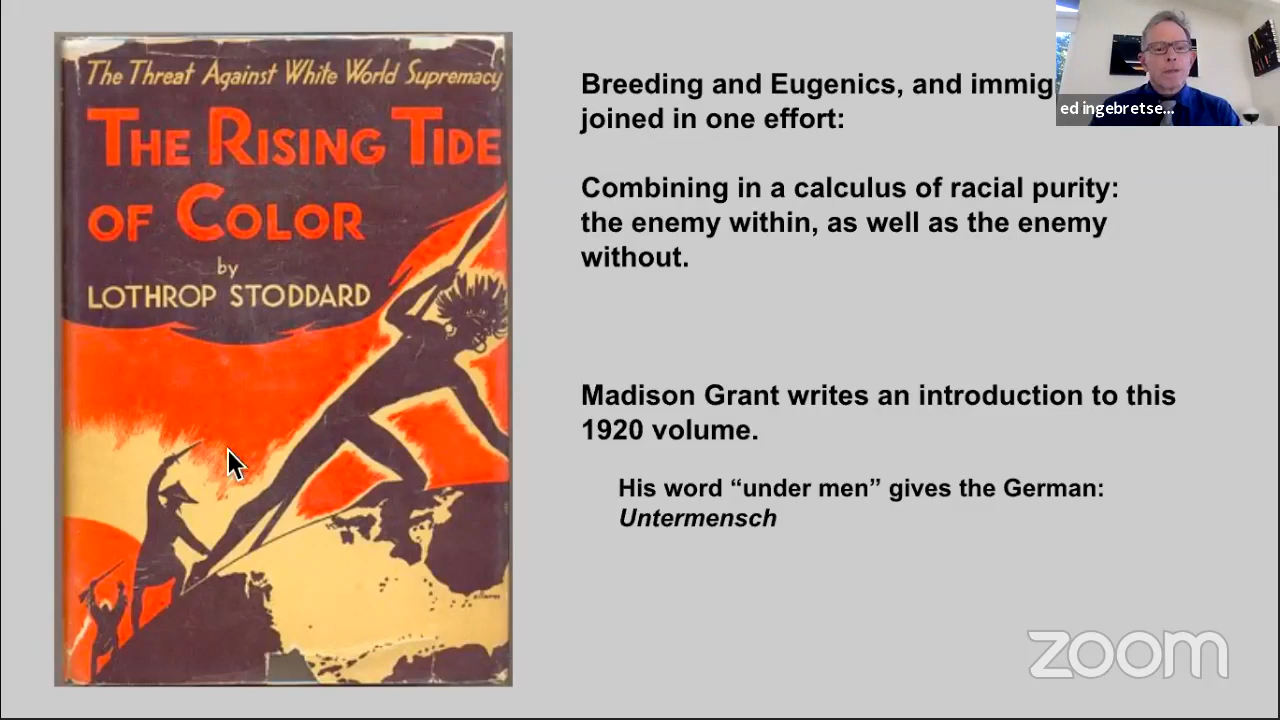 The Threat Against White World Supremacy
THE RISING TIDE
OF COLOR
by
LOTHROP STODDARD
Breeding and Eugenics, and immig
joined in one effort:
Combining in a calculus of racial purity:
the enemy within, as well as the enemy
without.
Madison Grant writes an introduction to this
1920 volume.
His word “under men” gives the German:
Untermensch
ed ingebretse...
zoom